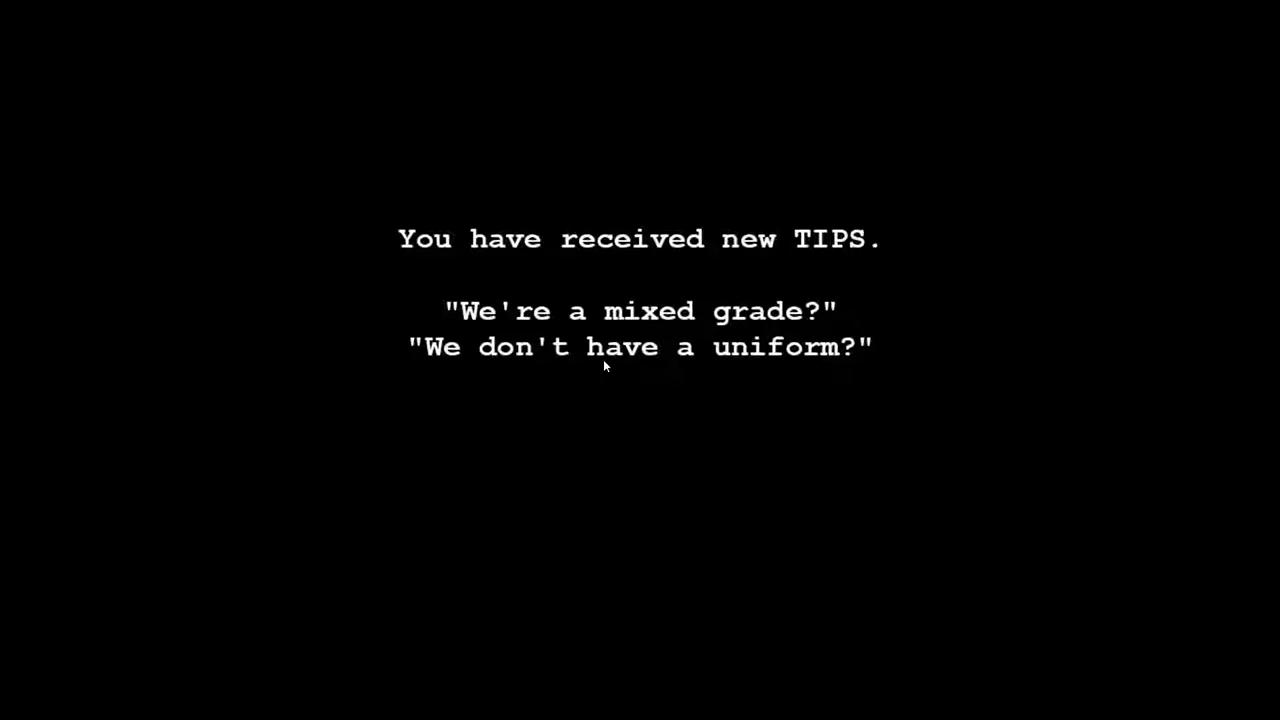 You have received new TIPS.
"We're a mixed grade?"
"We don't have a uniform?"